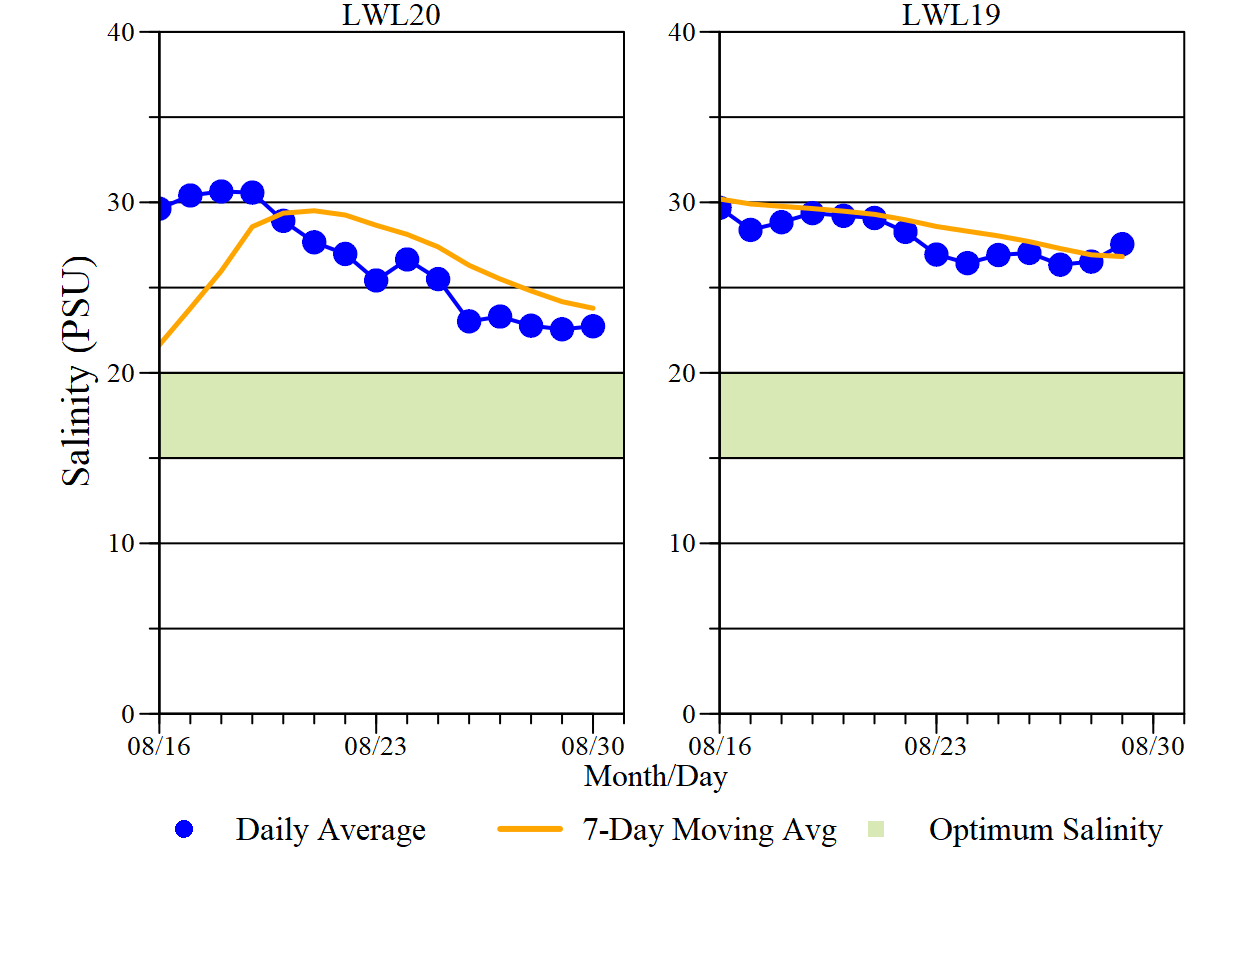 LWL20
LWL19
40
30
20
10
0
40
30
20
10
0
Salinity (PSU)
08/16
08/23
08/30
08/16
08/23
08/30
Month/Day
Daily Average
7-Day Moving Avg
Optimum Salinity